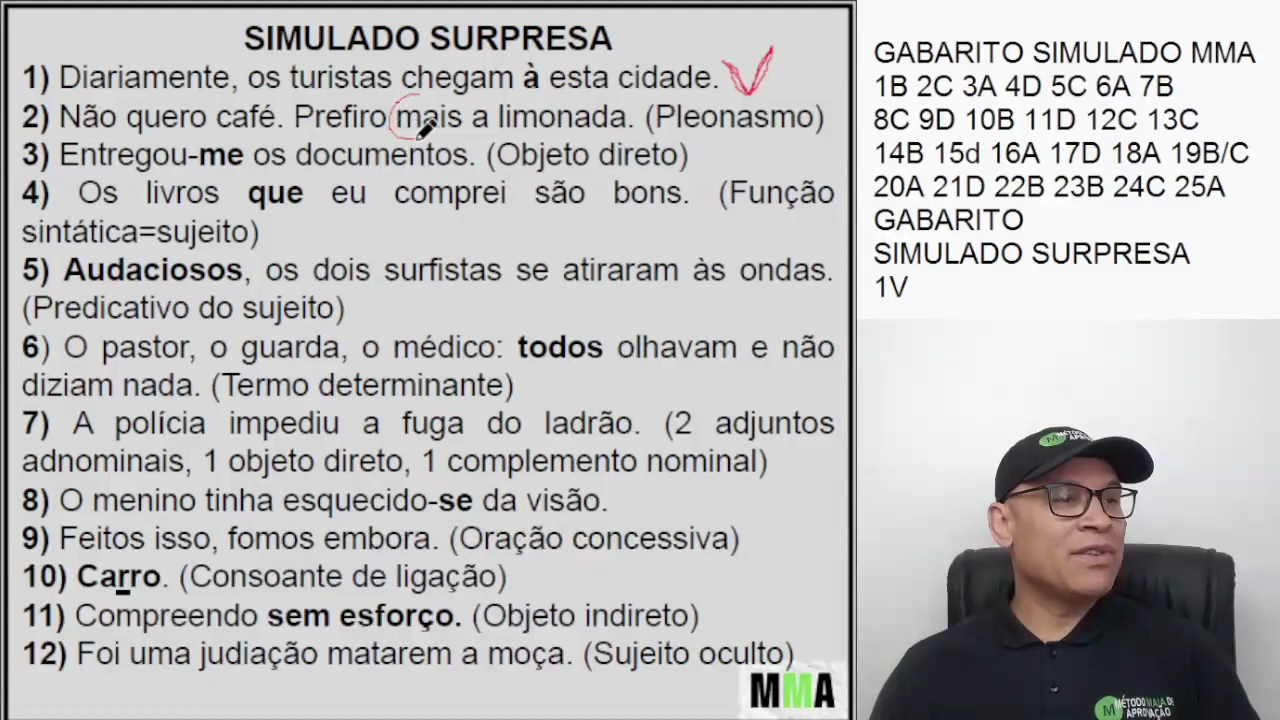 SIMULADO SURPRESA
1) Diariamente, os turistas chegam à esta cidade.
2) Não quero café. Prefiro mais a limonada. (Pleonasmo)
3) Entregou-me os documentos. (Objeto direto)
4) Os livros que eu comprei são bons. (Função
sintática=sujeito)
5) Audaciosos, os dois surfistas se atiraram às ondas.
(Predicativo do sujeito)
6) O pastor, o guarda, o médico: todos olhavam e não
diziam nada. (Termo determinante)
7) A polícia impediu a fuga do ladrão. (2 adjuntos
adnominais, 1 objeto direto, 1 complemento nominal)
8) O menino tinha esquecido-se da visão.
9) Feitos isso, fomos embora. (Oração concessiva)
10) Carro. (Consoante de ligação)
11) Compreendo sem esforço. (Objeto indireto)
12) Foi uma judiação matarem a moça. (Sujeito oculto)
MMA
GABARITO SIMULADO MMA
1B 2C 3A 4D 5C 6A 7B
8C 9D 10B 11D 12C 13C
14B 15d 16A 17D 18A 19B/C
20A 21D 22B 23B 24C 25A
GABARITO
SIMULADO SURPRESA
1V
M MÉTODO
APROVAÇÃO
M MÉTODO MAIA DE
APROVAÇÃO